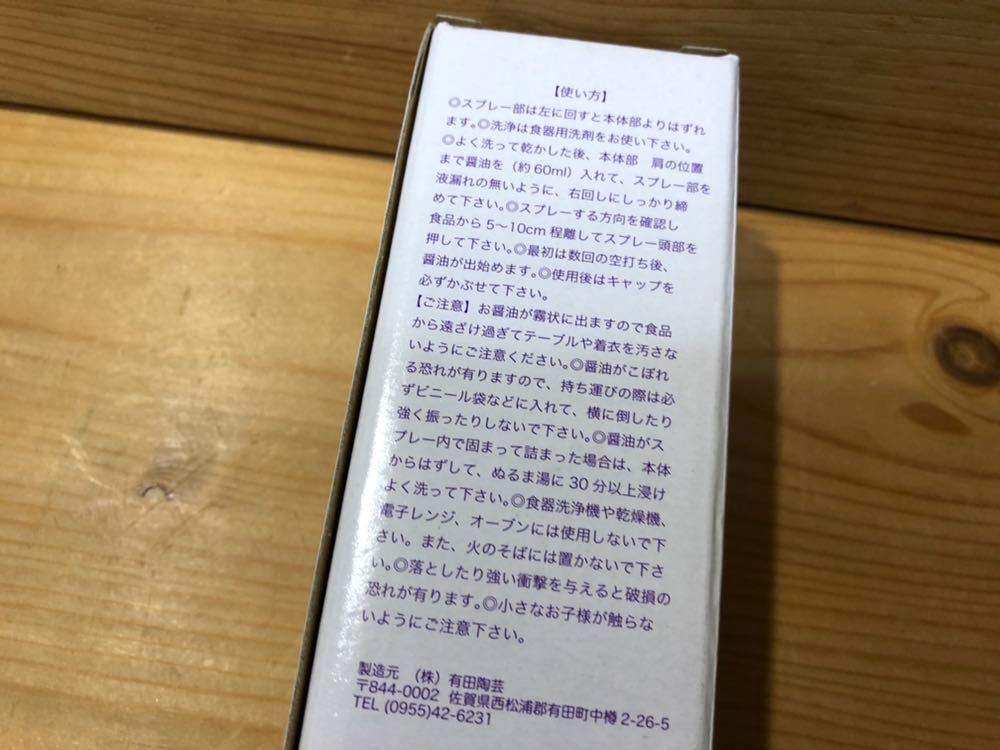 【使い方】
◎スプレー部は左に回すと本体部よりはずれ
ます。◎洗浄は食器用洗剤をお使い下さい。
◎よく洗って乾かした後、本体部 肩の位置
まで醤油を（約60ml）入れて、スプレー部を
液漏れの無いように、右回しにしっかり締
めて下さい。◎スプレーする方向を確認し
食品から5〜10cm程離してスプレー頭部を
押して下さい。◎最初は数回の空打ち後、
醤油が出始めます。◎使用後はキャップを
必ずかぶせて下さい。
【ご注意】お醤油が霧状に出ますので食品
から遠ざけ過ぎてテーブルや着衣を汚さな
いようにご注意ください。◎醤油がこぼれ
る恐れが有りますので、持ち運びの際は必
ずビニール袋などに入れて、横に倒したり
強く振ったりしないで下さい。◎醤油がス
プレー内で固まって詰まった場合は、本体
からはずして、ぬるま湯に30分以上浸け
よく洗って下さい。◎食器洗浄機や乾燥機、
電子レンジ、オーブンには使用しないで下
さい。また、火のそばには置かないで下さ
い。◎落としたり強い衝撃を与えると破損の
恐れが有ります。◎小さなお子様が触らな
いようにご注意下さい。
製造元 （株）有田陶芸
〒844-0002 佐賀県西松浦郡有田町中樽2-26-5
TEL (0955)42-6231